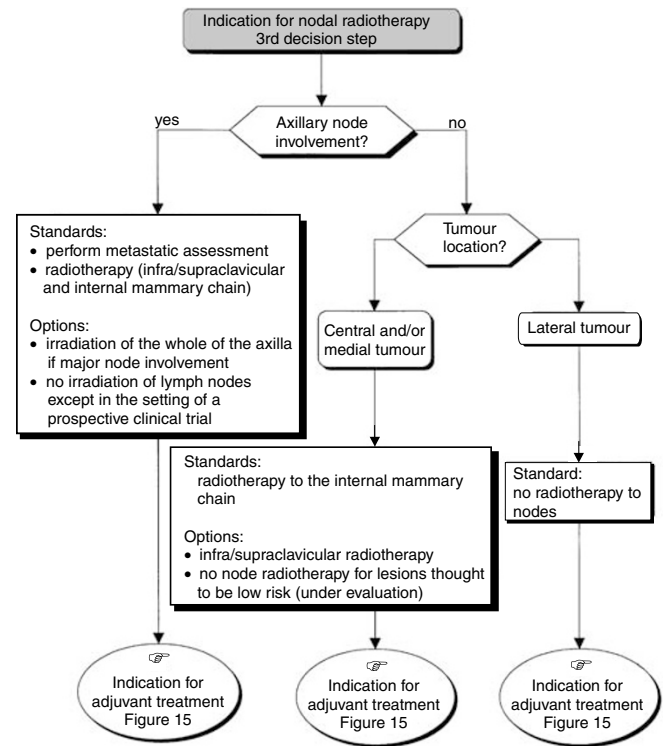 Indication for nodal radiotherapy
3rd decision step
Axillary node
involvement?
yes
no
Standards:
• perform metastatic assessment
• radiotherapy (infra/supraclavicular
and internal mammary chain)
Options:
• irradiation of the whole of the axilla
if major node involvement
• no irradiation of lymph nodes
except in the setting of a
prospective clinical trial
Tumour
location?
Central and/or
medial tumour
Lateral tumour
Standards:
radiotherapy to the internal mammary
chain
Options:
• infra/supraclavicular radiotherapy
• no node radiotherapy for lesions thought
to be low risk (under evaluation)
Standard:
no radiotherapy to
nodes
☞
Indication for
adjuvant treatment
Figure 15
☞
Indication for
adjuvant treatment
Figure 15
☞
Indication for
adjuvant treatment
Figure 15